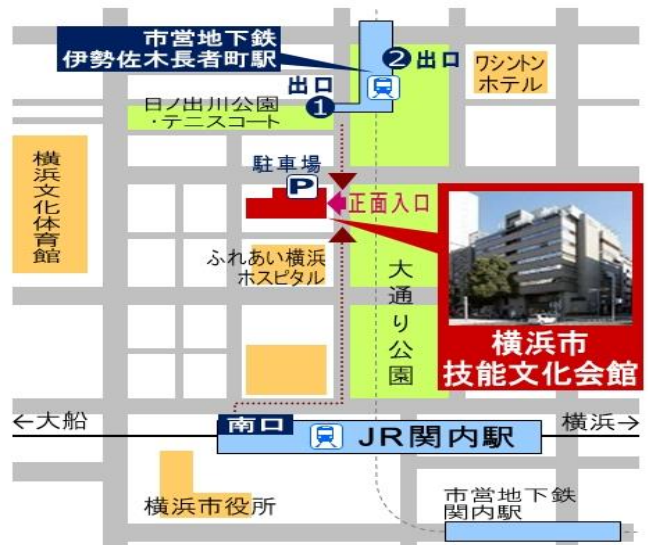 市営地下鉄
伊勢佐木長者町駅
2出口
ワシントン
ホテル
出口
1
日ノ出川公園
・テニスコート
駐車場
P
正面入口
横浜文化体育館
ふれあい横浜
ホスピタル
大通り公園
横浜市
技能文化会館
←大船
南口
JR関内駅
横浜→
横浜市役所
市営地下鉄
関内駅